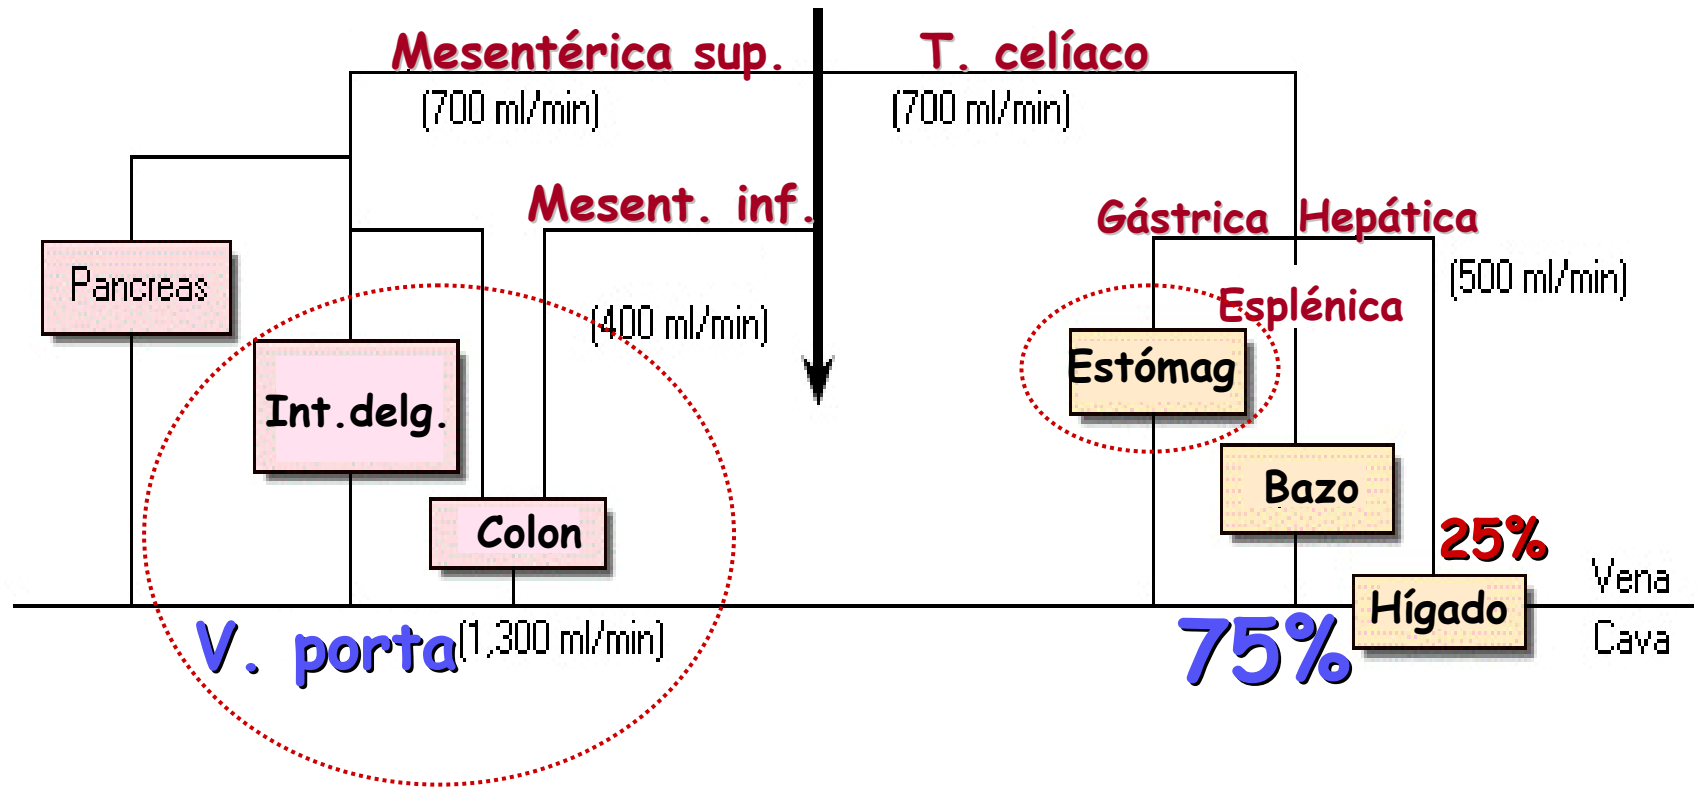 Mesentérica sup.
T. celíaco
(700 ml/min)
(700 ml/min)
Mesent. inf.
Gástrica
Hepática
Pancreas
(500 ml/min)
(400 ml/min)
Esplénica
Estómag
Int.delg.
Bazo
Colon
25%
Vena
Hígado
V. porta
(1,300 ml/min)
75%
Cava